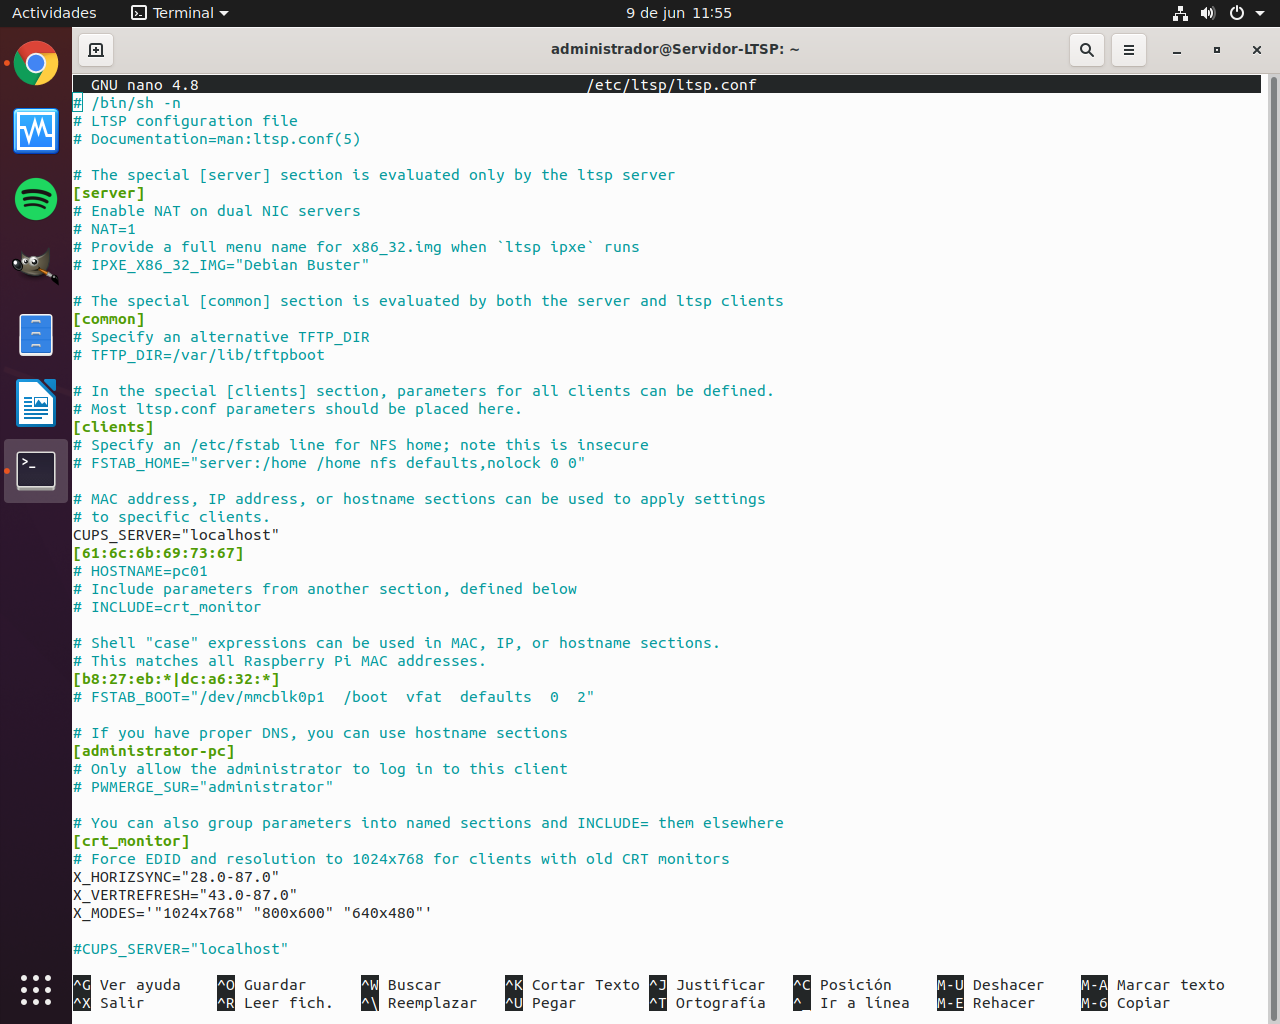 Actividades Terminal 9 de jun 11:55
administrador@Servidor-LTSP: ~
GNU nano 4.8 /etc/ltsp/ltsp.conf
# /bin/sh -n
# LTSP configuration file
# Documentation=man:ltsp.conf(5)
# The special [server] section is evaluated only by the ltsp server
[server]
# Enable NAT on dual NIC servers
# NAT=1
# Provide a full menu name for x86_32.img when `ltsp ipxe` runs
# IPXE_X86_32_IMG="Debian Buster"
# The special [common] section is evaluated by both the server and ltsp clients
[common]
# Specify an alternative TFTP_DIR
# TFTP_DIR=/var/lib/tftpboot
# In the special [clients] section, parameters for all clients can be defined.
# Most ltsp.conf parameters should be placed here.
[clients]
# Specify an /etc/fstab line for NFS home; note this is insecure
# FSTAB_HOME="server:/home /home nfs defaults,nolock 0 0"
# MAC address, IP address, or hostname sections can be used to apply settings
# to specific clients.
CUPS_SERVER="localhost"
[61:6c:6b:69:73:67]
# HOSTNAME=pc01
# Include parameters from another section, defined below
# INCLUDE=crt_monitor
# Shell "case" expressions can be used in MAC, IP, or hostname sections.
# This matches all Raspberry Pi MAC addresses.
[b8:27:eb:*|dc:a6:32:*]
# FSTAB_BOOT="/dev/mmcblk0p1  /boot  vfat  defaults  0  2"
# If you have proper DNS, you can use hostname sections
[administrator-pc]
# Only allow the administrator to log in to this client
# PWMERGE_SUR="administrator"
# You can also group parameters into named sections and INCLUDE= them elsewhere
[crt_monitor]
# Force EDID and resolution to 1024x768 for clients with old CRT monitors
X_HORIZSYNC="28.0-87.0"
X_VERTREFRESH="43.0-87.0"
X_MODES='"1024x768" "800x600" "640x480"'
#CUPS_SERVER="localhost"
^G Ver ayuda ^O Guardar ^W Buscar ^K Cortar Texto ^J Justificar ^C Posición M-U Deshacer M-A Marcar texto
^X Salir ^R Leer fich. ^\ Reemplazar ^U Pegar ^T Ortografía ^_ Ir a línea M-E Rehacer M-6 Copiar